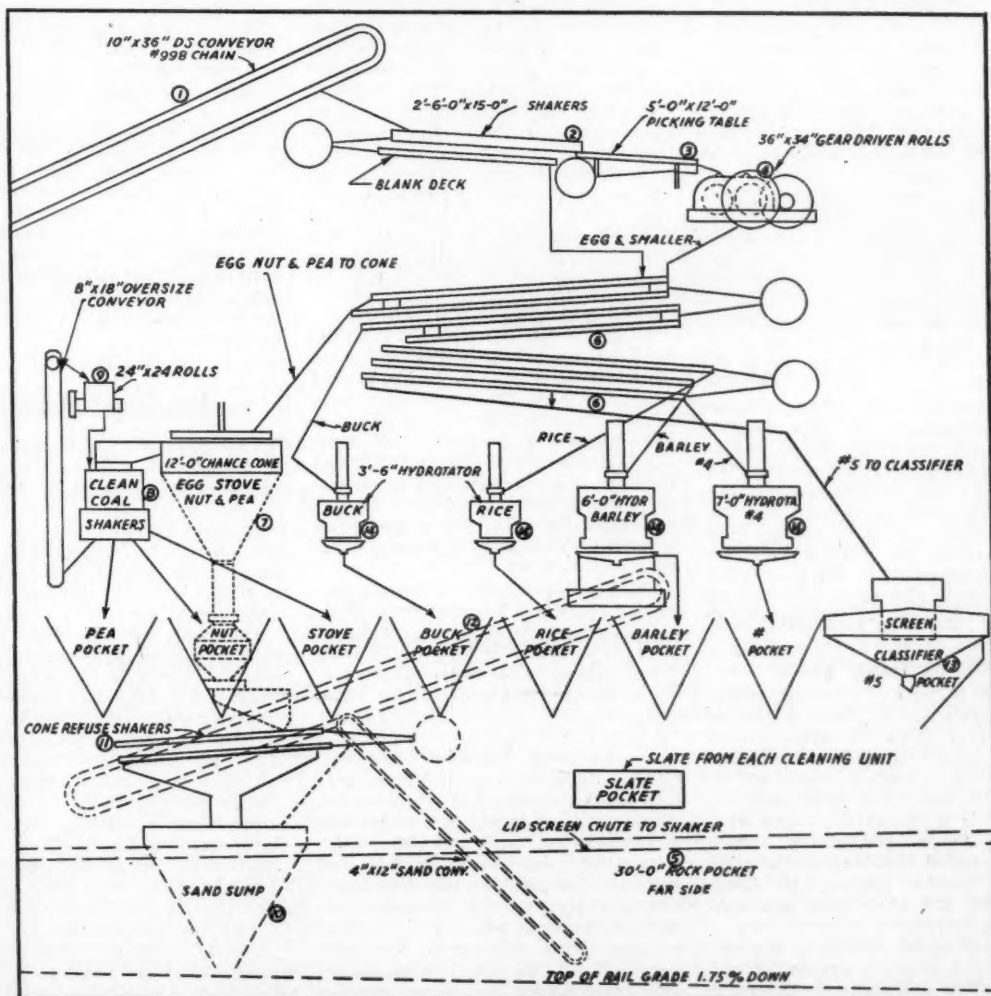 10"x36" DS CONVEYOR
#998 CHAIN
①
2'-6'-0"x15-0" SHAKERS
②
5'-0"x12'-0"
PICKING TABLE
③
36"x34" GEAR DRIVEN ROLLS
④
BLANK DECK
EGG & SMALLER
EGG NUT & PEA TO CONE
8"x18" OVERSIZE
CONVEYOR
⑥
⑨
24"x24 ROLLS
⑥
BUCK
RICE
BARLEY
#4
#5 TO CLASSIFIER
12'-0" CHANCE CONE
EGG STOVE
NUT & PEA
⑦
CLEAN
COAL
⑧
SHAKERS
3'-6" HYDROTATOR
BUCK
⑭
RICE
6'-0" HYDR
BARLEY
7'-0" HYDROTA.
#4
PEA
POCKET
NUT
POCKET
STOVE
POCKET
⑫
BUCK
POCKET
RICE
POCKET
BARLEY
POCKET
#
POCKET
SCREEN
CLASSIFIER
⑬
#5 POCKET
CONE REFUSE SHAKERS
⑪
SLATE FROM EACH CLEANING UNIT
SLATE
POCKET
LIP SCREEN CHUTE TO SHAKER
4"x12" SAND CONV.
⑤
30'-0" ROCK POCKET
FAR SIDE
SAND SUMP
TOP OF RAIL GRADE 1.75% DOWN